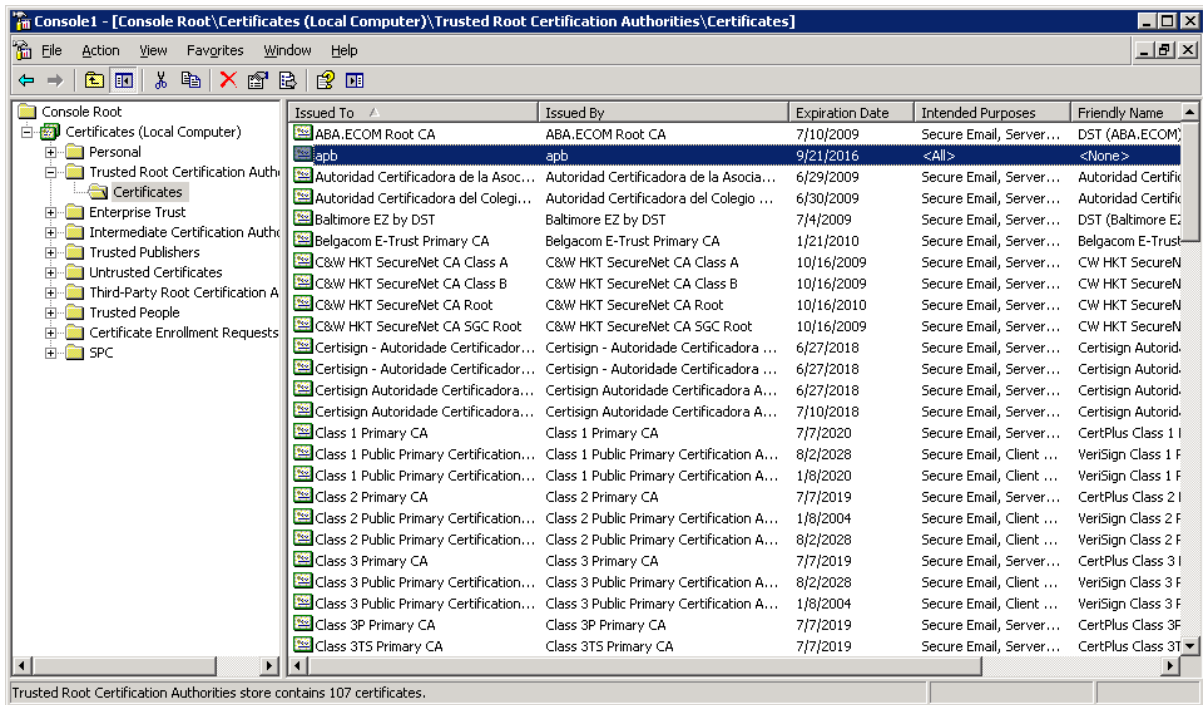 Console1 - [Console Root\Certificates (Local Computer)\Trusted Root Certification Authorities\Certificates]
File Action View Favorites Window Help
Console Root
Certificates (Local Computer)
Personal
Trusted Root Certification Autho
Certificates
Enterprise Trust
Intermediate Certification Autho
Trusted Publishers
Untrusted Certificates
Third-Party Root Certification A
Trusted People
Certificate Enrollment Requests
SPC
Issued To Issued By Expiration Date Intended Purposes Friendly Name
ABA.ECOM Root CA ABA.ECOM Root CA 7/10/2009 Secure Email, Server... DST (ABA.ECOM)
apb apb 9/21/2016 <All> <None>
Autoridad Certificadora de la Asoc... Autoridad Certificadora de la Asocia... 6/29/2009 Secure Email, Server... Autoridad Certific
Autoridad Certificadora del Colegi... Autoridad Certificadora del Colegio ... 6/30/2009 Secure Email, Server... Autoridad Certific
Baltimore EZ by DST Baltimore EZ by DST 7/4/2009 Secure Email, Server... DST (Baltimore EZ
Belgacom E-Trust Primary CA Belgacom E-Trust Primary CA 1/21/2010 Secure Email, Server... Belgacom E-Trust
C&W HKT SecureNet CA Class A C&W HKT SecureNet CA Class A 10/16/2009 Secure Email, Server... CW HKT SecureN
C&W HKT SecureNet CA Class B C&W HKT SecureNet CA Class B 10/16/2009 Secure Email, Server... CW HKT SecureN
C&W HKT SecureNet CA Root C&W HKT SecureNet CA Root 10/16/2010 Secure Email, Server... CW HKT SecureN
C&W HKT SecureNet CA SGC Root C&W HKT SecureNet CA SGC Root 10/16/2009 Secure Email, Server... CW HKT SecureN
Certisign - Autoridade Certificador... Certisign - Autoridade Certificadora ... 6/27/2018 Secure Email, Server... Certisign Autorid
Certisign - Autoridade Certificador... Certisign - Autoridade Certificadora ... 6/27/2018 Secure Email, Server... Certisign Autorid
Certisign Autoridade Certificadora... Certisign Autoridade Certificadora A... 6/27/2018 Secure Email, Server... Certisign Autorid
Certisign Autoridade Certificadora... Certisign Autoridade Certificadora A... 7/10/2018 Secure Email, Server... Certisign Autorid
Class 1 Primary CA Class 1 Primary CA 7/7/2020 Secure Email, Server... CertPlus Class 1
Class 1 Public Primary Certification... Class 1 Public Primary Certification A... 8/2/2028 Secure Email, Client ... VeriSign Class 1 P
Class 1 Public Primary Certification... Class 1 Public Primary Certification A... 1/8/2020 Secure Email, Client ... VeriSign Class 1 P
Class 2 Primary CA Class 2 Primary CA 7/7/2019 Secure Email, Server... CertPlus Class 2
Class 2 Public Primary Certification... Class 2 Public Primary Certification A... 1/8/2004 Secure Email, Client ... VeriSign Class 2 P
Class 2 Public Primary Certification... Class 2 Public Primary Certification A... 8/2/2028 Secure Email, Client ... VeriSign Class 2 P
Class 3 Primary CA Class 3 Primary CA 7/7/2019 Secure Email, Server... CertPlus Class 3
Class 3 Public Primary Certification... Class 3 Public Primary Certification A... 8/2/2028 Secure Email, Client ... VeriSign Class 3 P
Class 3 Public Primary Certification... Class 3 Public Primary Certification A... 1/8/2004 Secure Email, Client ... VeriSign Class 3 P
Class 3P Primary CA Class 3P Primary CA 7/7/2019 Secure Email, Server... CertPlus Class 3P
Class 3TS Primary CA Class 3TS Primary CA 7/7/2019 Secure Email, Server... CertPlus Class 3T
Trusted Root Certification Authorities store contains 107 certificates.